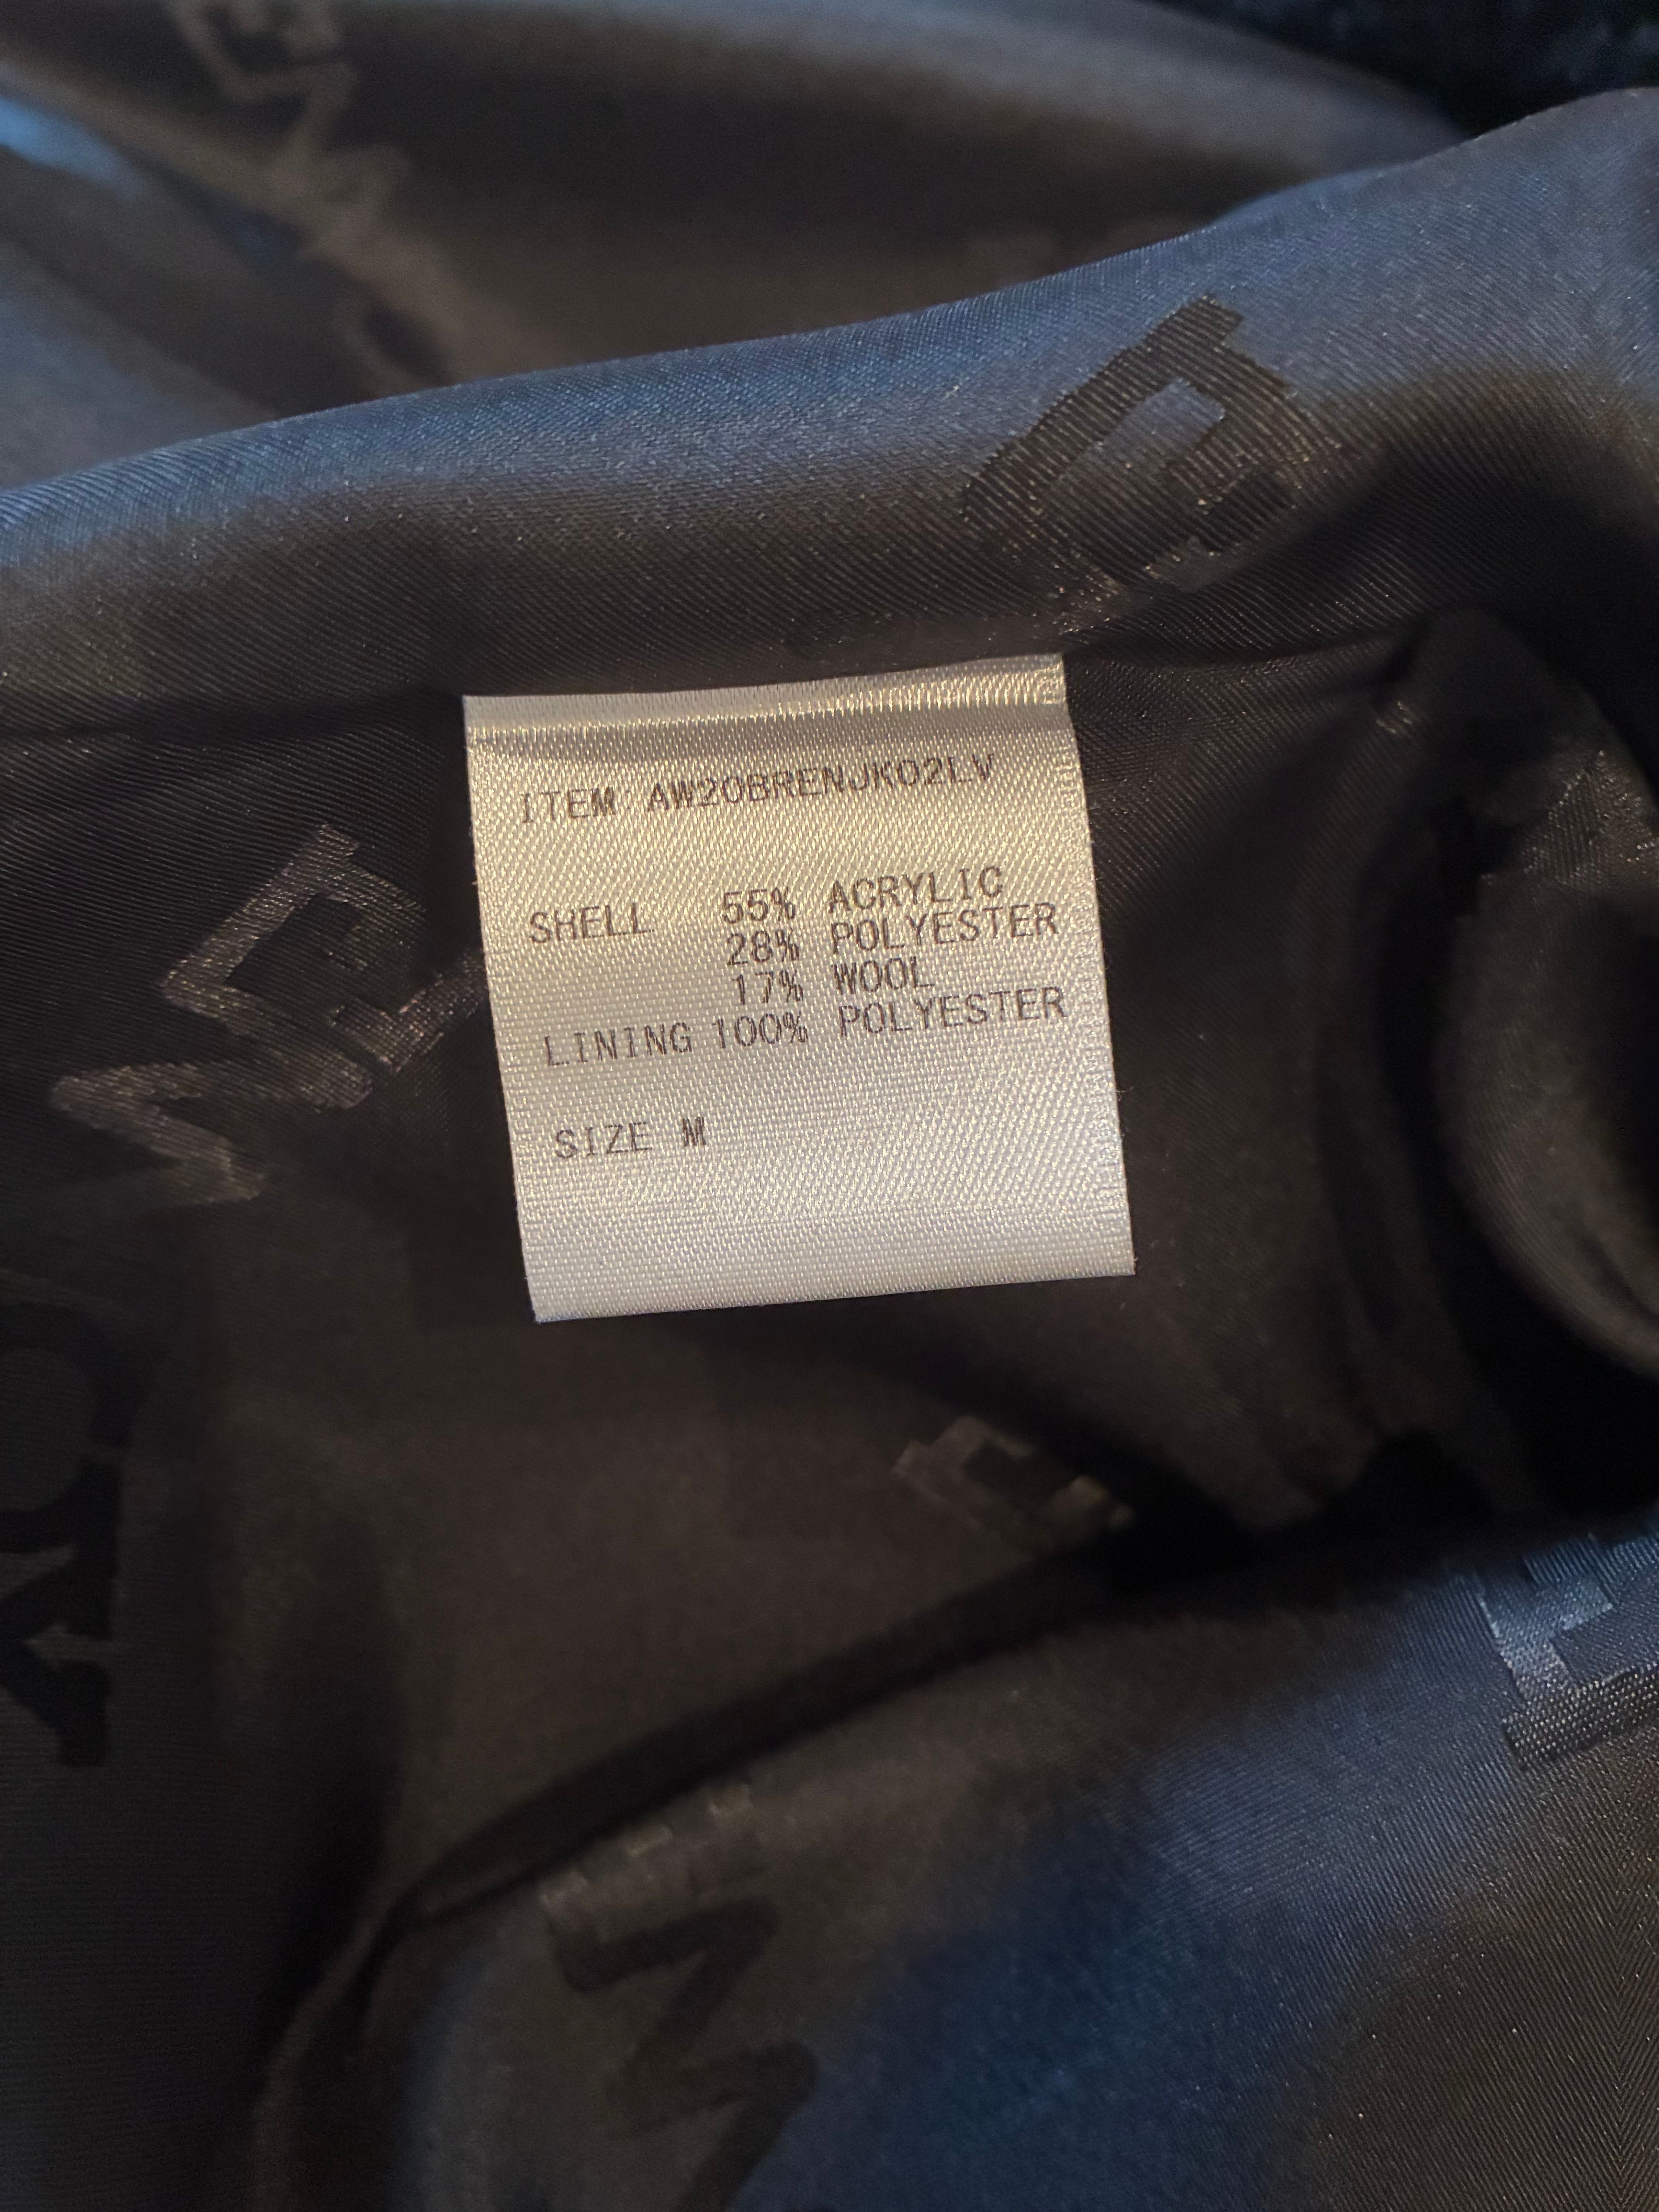 ITEM AW20BRENJK02LV
SHELL 55% ACRYLIC
28% POLYESTER
17% WOOL
LINING 100% POLYESTER
SIZE M